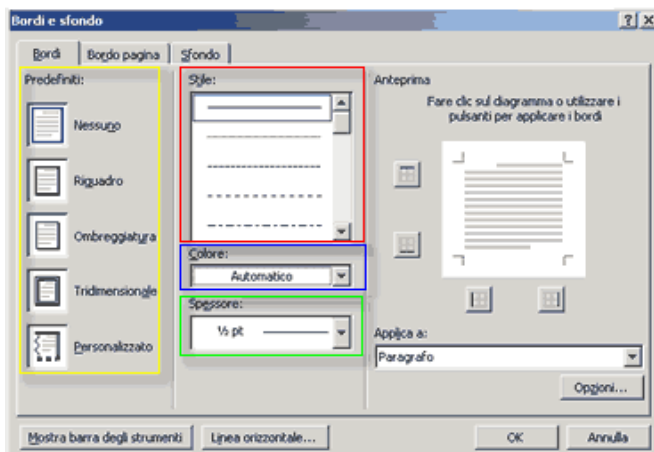 Bordi e sfondo
Bordi
Bordo pagina
Sfondo
Predefiniti:
Nessuno
Riquadro
Ombreggiatura
Tridimensionale
Personalizzato
Stile:
Colore:
Automatico
Spessore:
½ pt
Anteprima
Fare clic sul diagramma o utilizzare i
pulsanti per applicare i bordi
Applica a:
Paragrafo
Opzioni...
Mostra barra degli strumenti
Linea orizzontale...
OK
Annulla